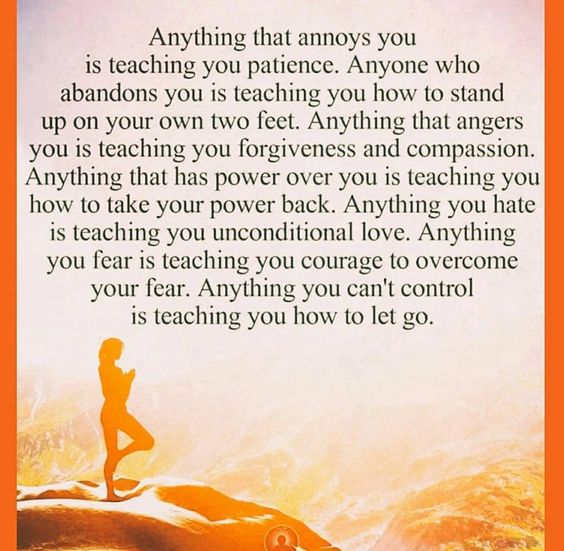 Anything that annoys you
is teaching you patience. Anyone who
abandons you is teaching you how to stand
up on your own two feet. Anything that angers
you is teaching you forgiveness and compassion.
Anything that has power over you is teaching you
how to take your power back. Anything you hate
is teaching you unconditional love. Anything
you fear is teaching you courage to overcome
your fear. Anything you can't control
is teaching you how to let go.